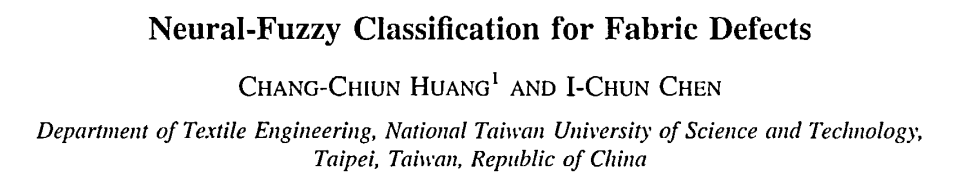 Neural-Fuzzy Classification for Fabric Defects
CHANG-CHIUN HUANG¹ AND I-CHUN CHEN
Department of Textile Engineering, National Taiwan University of Science and Technology,
Taipei, Taiwan, Republic of China